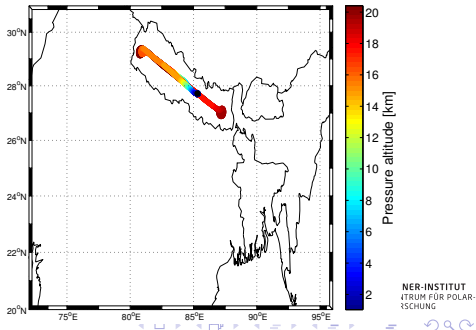 30°N
28°N
26°N
24°N
22°N
20°N
75°E
80°E
85°E
90°E
95°E
20
18
16
14
12
10
8
6
4
2
Pressure altitude [km]
NER-INSTITUT
NTRUM FÜR POLAR-
RSCHUNG